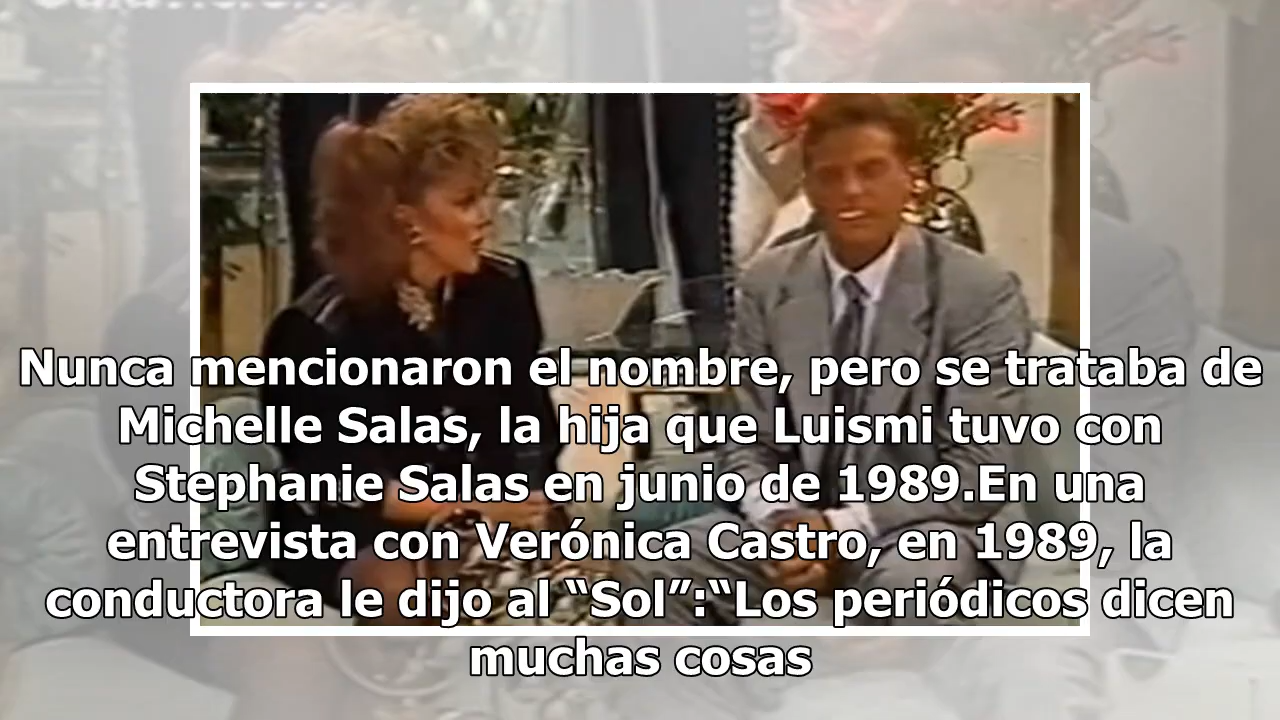 Nunca mencionaron el nombre, pero se trataba de
Michelle Salas, la hija que Luismi tuvo con
Stephanie Salas en junio de 1989.En una
entrevista con Verónica Castro, en 1989, la
conductora le dijo al “Sol”:“Los periódicos dicen
muchas cosas